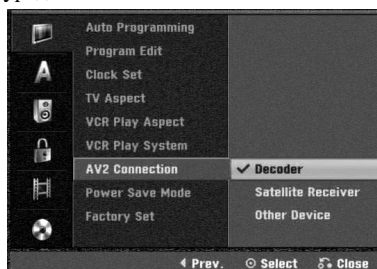 Auto Programming
Program Edit
A
Clock Set
TV Aspect
VCR Play Aspect
VCR Play System
AV2 Connection ✓ Decoder
Power Save Mode Satellite Receiver
Factory Set Other Device
Prev. Select Close